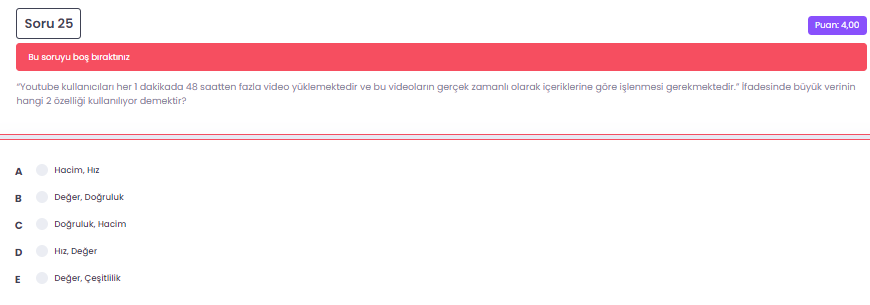 Soru 25
Puan: 4,00
Bu soruyu boş bıraktınız
“Youtube kullanıcıları her 1 dakikada 48 saatten fazla video yüklemektedir ve bu videoların gerçek zamanlı olarak içeriklerine göre işlenmesi gerekmektedir.” İfadesinde büyük verinin
hangi 2 özelliği kullanılıyor demektir?
A Hacim, Hız
B Değer, Doğruluk
C Doğruluk, Hacim
D Hız, Değer
E Değer, Çeşitlilik